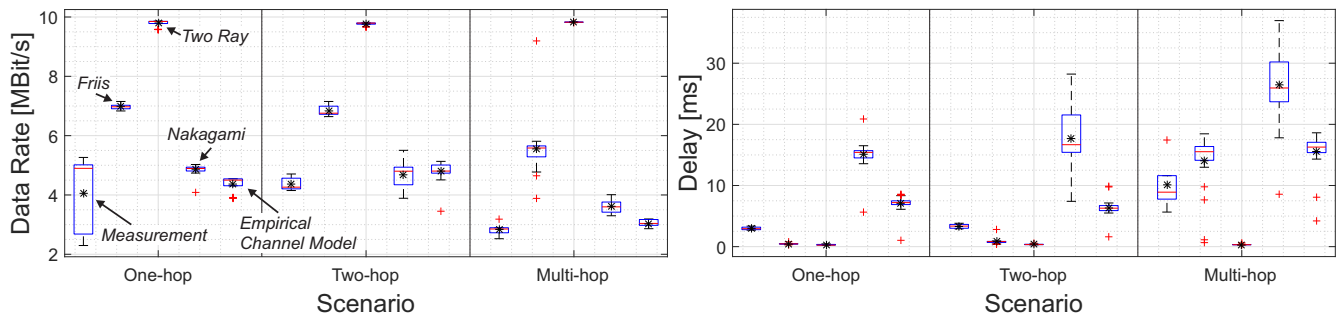 10
8
6
4
2
Data Rate [MBit/s]
Two Ray
Friis
Nakagami
Measurement
Empirical
Channel Model
One-hop
Two-hop
Multi-hop
Scenario
30
20
10
0
Delay [ms]
One-hop
Two-hop
Multi-hop
Scenario